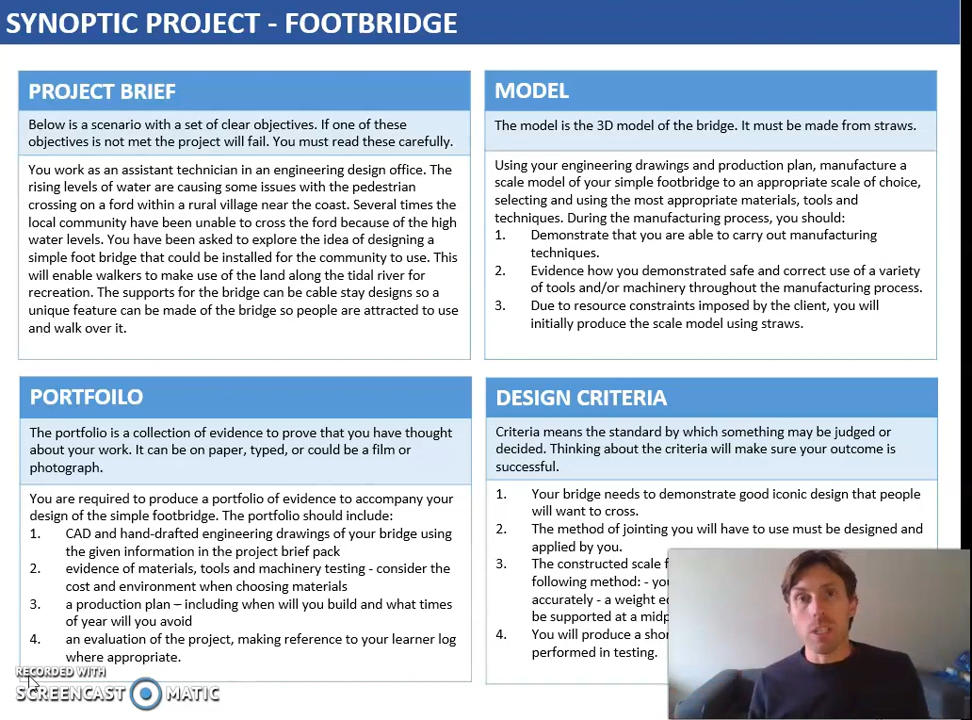 SYNOPTIC PROJECT - FOOTBRIDGE
PROJECT BRIEF
Below is a scenario with a set of clear objectives. If one of these
objectives is not met the project will fail. You must read these carefully.
You work as an assistant technician in an engineering design office. The
rising levels of water are causing some issues with the pedestrian
crossing on a ford within a rural village near the coast. Several times the
local community have been unable to cross the ford because of the high
water levels. You have been asked to explore the idea of designing a
simple foot bridge that could be installed for the community to use. This
will enable walkers to make use of the land along the tidal river for
recreation. The supports for the bridge can be cable stay designs so a
unique feature can be made of the bridge so people are attracted to use
and walk over it.
MODEL
The model is the 3D model of the bridge. It must be made from straws.
Using your engineering drawings and production plan, manufacture a
scale model of your simple footbridge to an appropriate scale of choice,
selecting and using the most appropriate materials, tools and
techniques. During the manufacturing process, you should:
1. Demonstrate that you are able to carry out manufacturing
techniques.
2. Evidence how you demonstrated safe and correct use of a variety
of tools and/or machinery throughout the manufacturing process.
3. Due to resource constraints imposed by the client, you will
initially produce the scale model using straws.
PORTFOILO
The portfolio is a collection of evidence to prove that you have thought
about your work. It can be on paper, typed, or could be a film or
photograph.
You are required to produce a portfolio of evidence to accompany your
design of the simple footbridge. The portfolio should include:
1. CAD and hand-drafted engineering drawings of your bridge using
the given information in the project brief pack
2. evidence of materials, tools and machinery testing - consider the
cost and environment when choosing materials
3. a production plan – including when will you build and what times
of year will you avoid
4. an evaluation of the project, making reference to your learner log
where appropriate.
DESIGN CRITERIA
Criteria means the standard by which something may be judged or
decided. Thinking about the criteria will make sure your outcome is
successful.
1. Your bridge needs to demonstrate good iconic design that people
will want to cross.
2. The method of jointing you will have to use must be designed and
applied by you.
3. The constructed scale
following method: - 
accurately - a weight
be supported at a
4. You will produce a
performed in testing.
RECORDED WITH
SCREENCAST MATIC